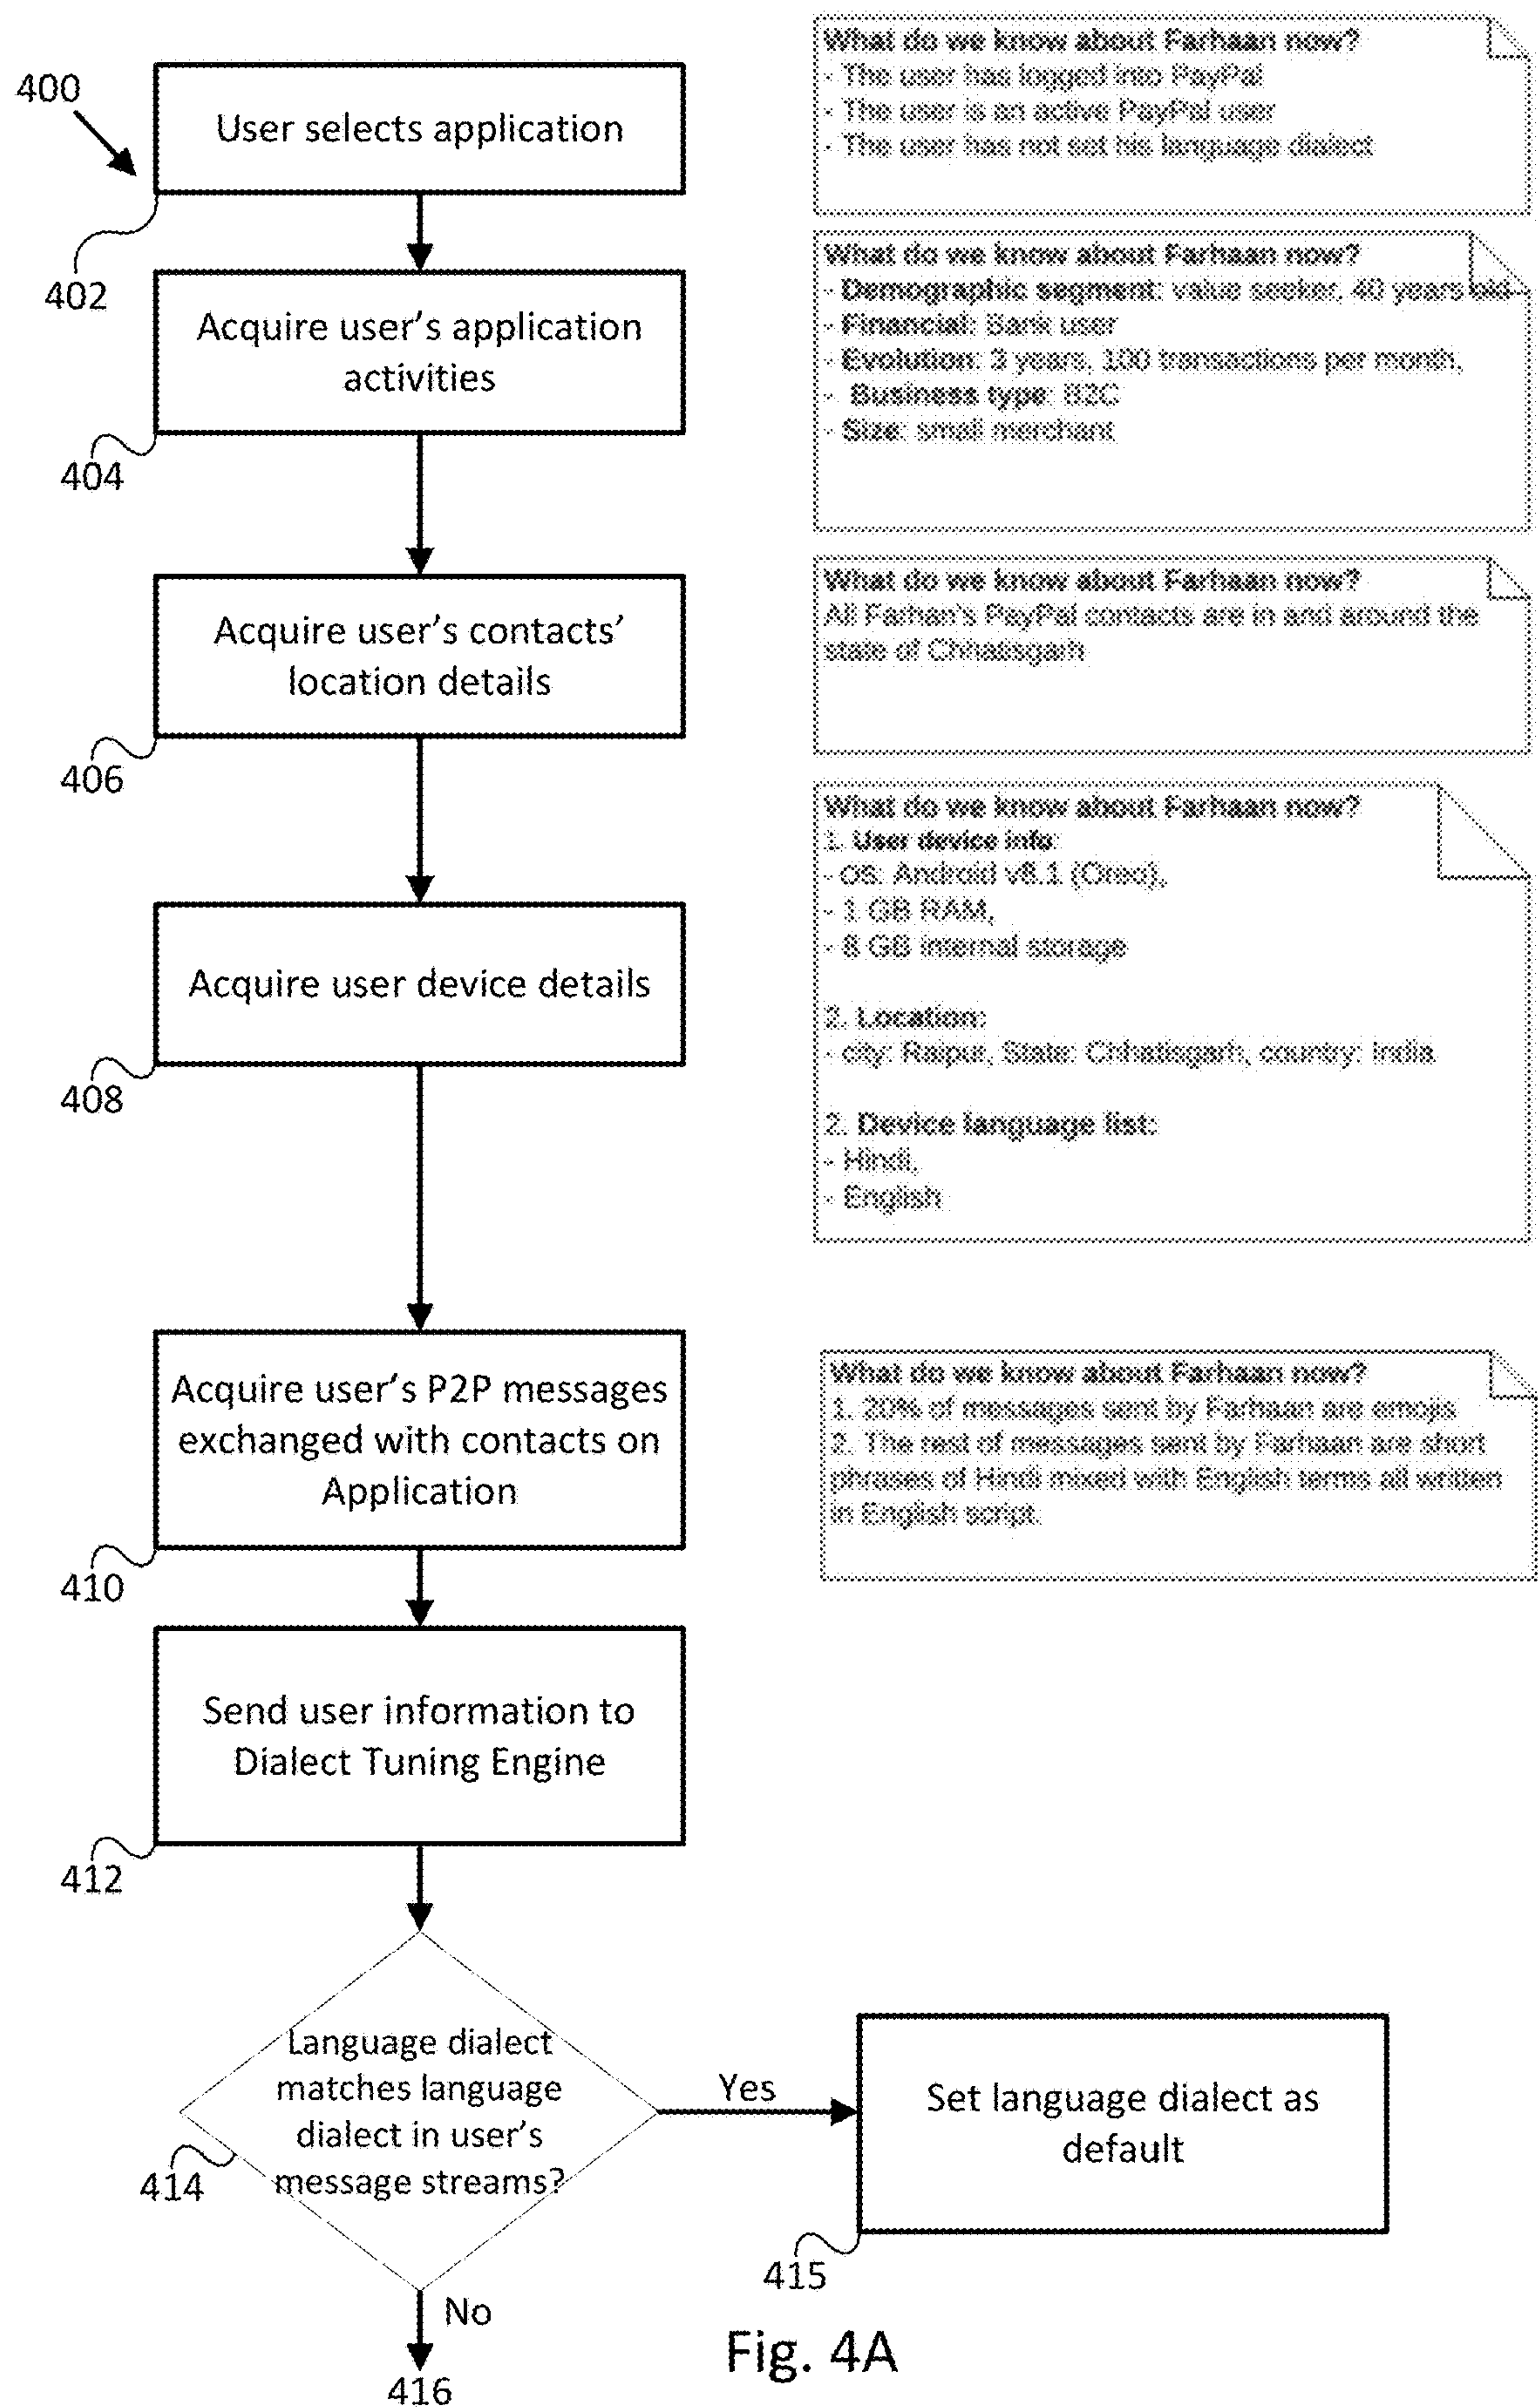 400
User selects application
402
What do we know about Farhaan now?
- The user has logged into PayPal
- The user is an active PayPal user
- The user has not set his language dialect
Acquire user's application
activities
404
What do we know about Farhaan now?
- Demographic segment: value seeker, 40 years old
- Financial: Bank user
- Evolution: 3 years, 100 transactions per month,
- Business type: B2C
- Size: small merchant
Acquire user's contacts'
location details
406
What do we know about Farhaan now?
All Farhan's PayPal contacts are in and around the
state of Chhatisgarh
Acquire user device details
408
What do we know about Farhaan now?
1. User device info:
- OS: Android v8.1 (Oreo),
- 1 GB RAM,
- 8 GB internal storage
2. Location:
- city: Raipur, State: Chhatisgarh, country: India
2. Device language list:
- Hindi,
- English
Acquire user's P2P messages
exchanged with contacts on
Application
410
What do we know about Farhaan now?
1. 20% of messages sent by Farhaan are emojis
2. The rest of messages sent by Farhaan are short
phrases of Hindi mixed with English terms all written
in English script.
Send user information to
Dialect Tuning Engine
412
Language dialect
matches language
dialect in user's
message streams?
414
Yes
Set language dialect as
default
415
No
416
Fig. 4A